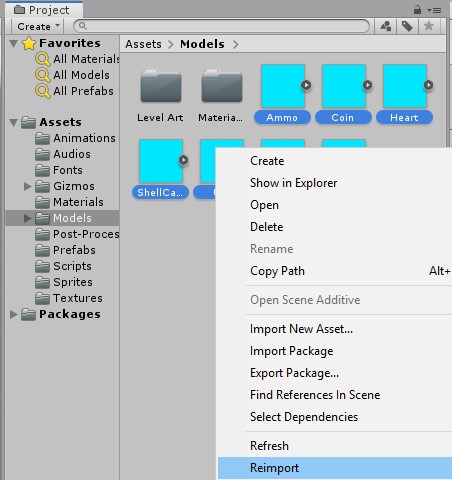 Project
Create
Favorites
All Materials
All Models
All Prefabs
Assets
Animations
Audios
Fonts
Gizmos
Materials
Models
Post-Proces
Prefabs
Scripts
Sprites
Textures
Packages
Assets Models
Level Art Materia... Ammo Coin Heart
ShellCa...
Create
Show in Explorer
Open
Delete
Rename
Copy Path Alt+
Open Scene Additive
Import New Asset...
Import Package
Export Package...
Find References In Scene
Select Dependencies
Refresh
Reimport